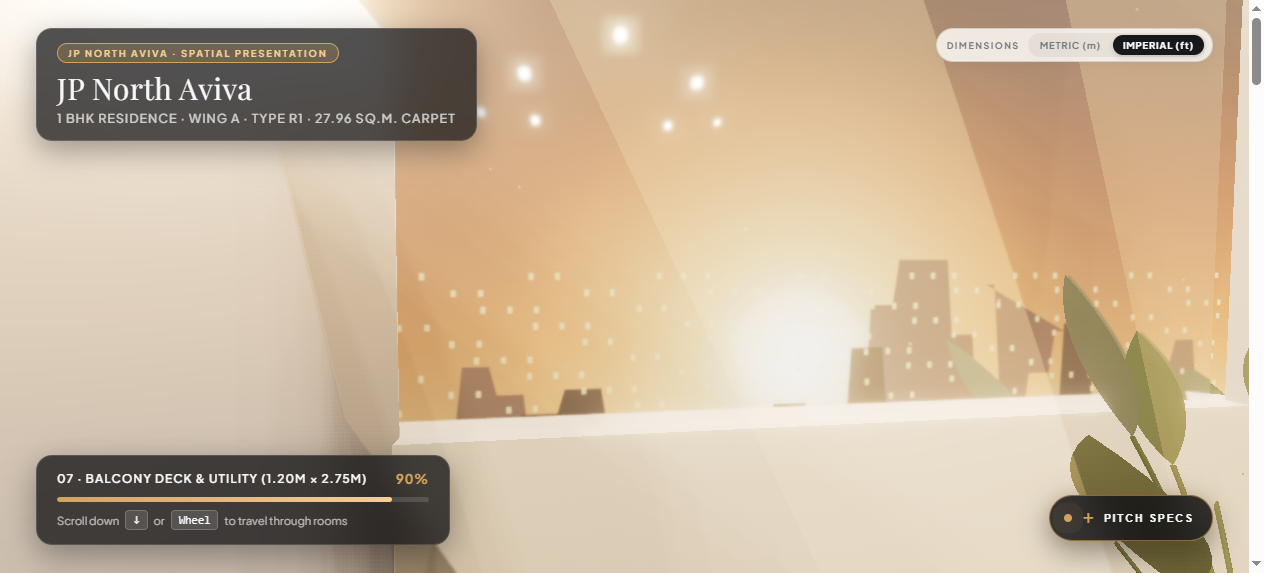 JP NORTH AVIVA · SPATIAL PRESENTATION
JP North Aviva
1 BHK RESIDENCE · WING A · TYPE R1 · 27.96 SQ.M. CARPET
DIMENSIONS METRIC (m) IMPERIAL (ft)
07 · BALCONY DECK & UTILITY (1.20M × 2.75M) 90%
Scroll down ↓ or Wheel to travel through rooms
+ PITCH SPECS